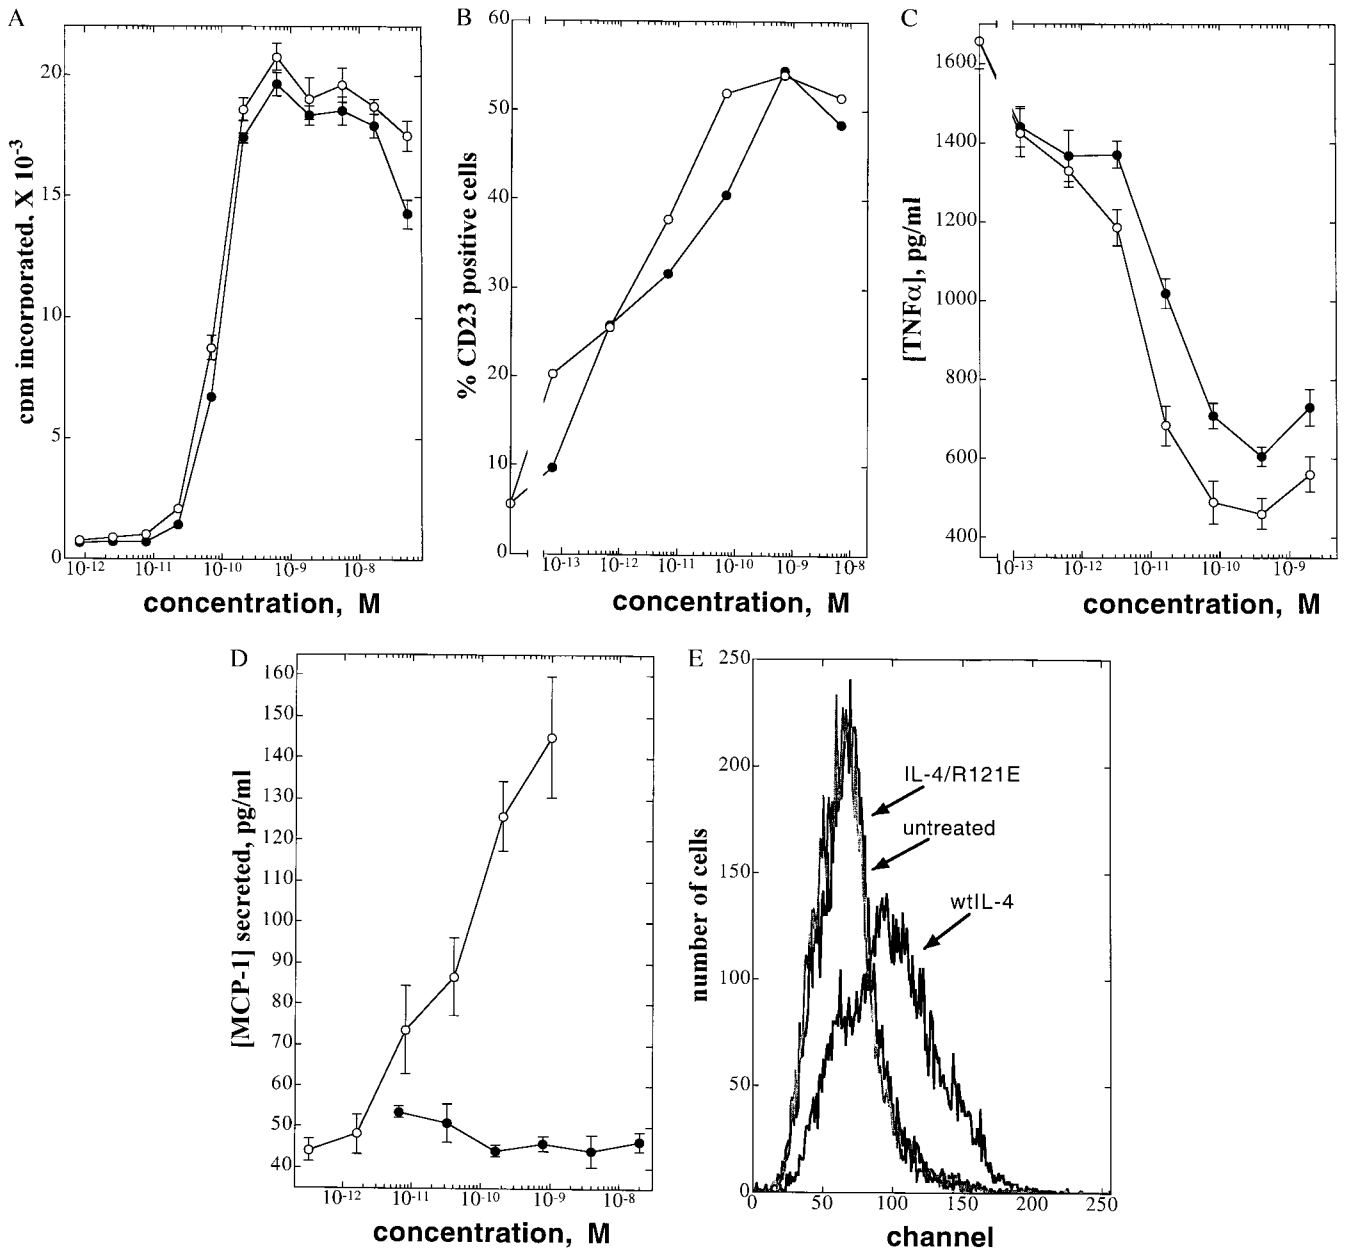 A
cpm incorporated, X 10-3
20
15
10
5
0
10-12 10-11 10-10 10-9 10-8
concentration, M
B
% CD23 positive cells
60
50
40
30
20
10
0
10-13 10-12 10-11 10-10 10-9 10-8
concentration, M
C
[TNFα], pg/ml
1600
1400
1200
1000
800
600
400
10-13 10-12 10-11 10-10 10-9
concentration, M
D
[MCP-1] secreted, pg/ml
160
150
140
130
120
110
100
90
80
70
60
50
40
10-12 10-11 10-10 10-9 10-8
concentration, M
E
number of cells
250
200
150
100
50
0
IL-4/R121E
untreated
wtIL-4
0 50 100 150 200 250
channel